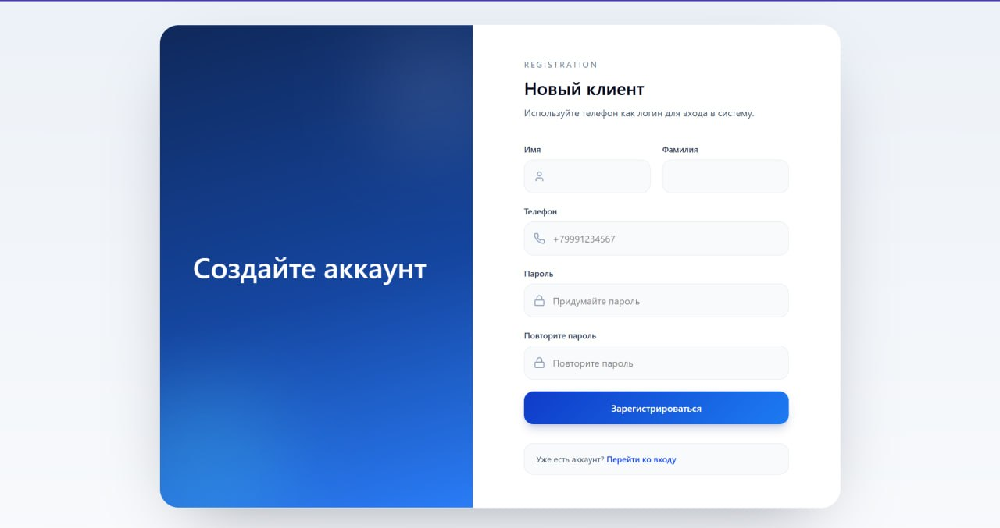 Создайте аккаунт
REGISTRATION
Новый клиент
Используйте телефон как логин для входа в систему.
Имя
Фамилия
Телефон
+79991234567
Пароль
Придумайте пароль
Повторите пароль
Повторите пароль
Зарегистрироваться
Уже есть аккаунт? Перейти ко входу